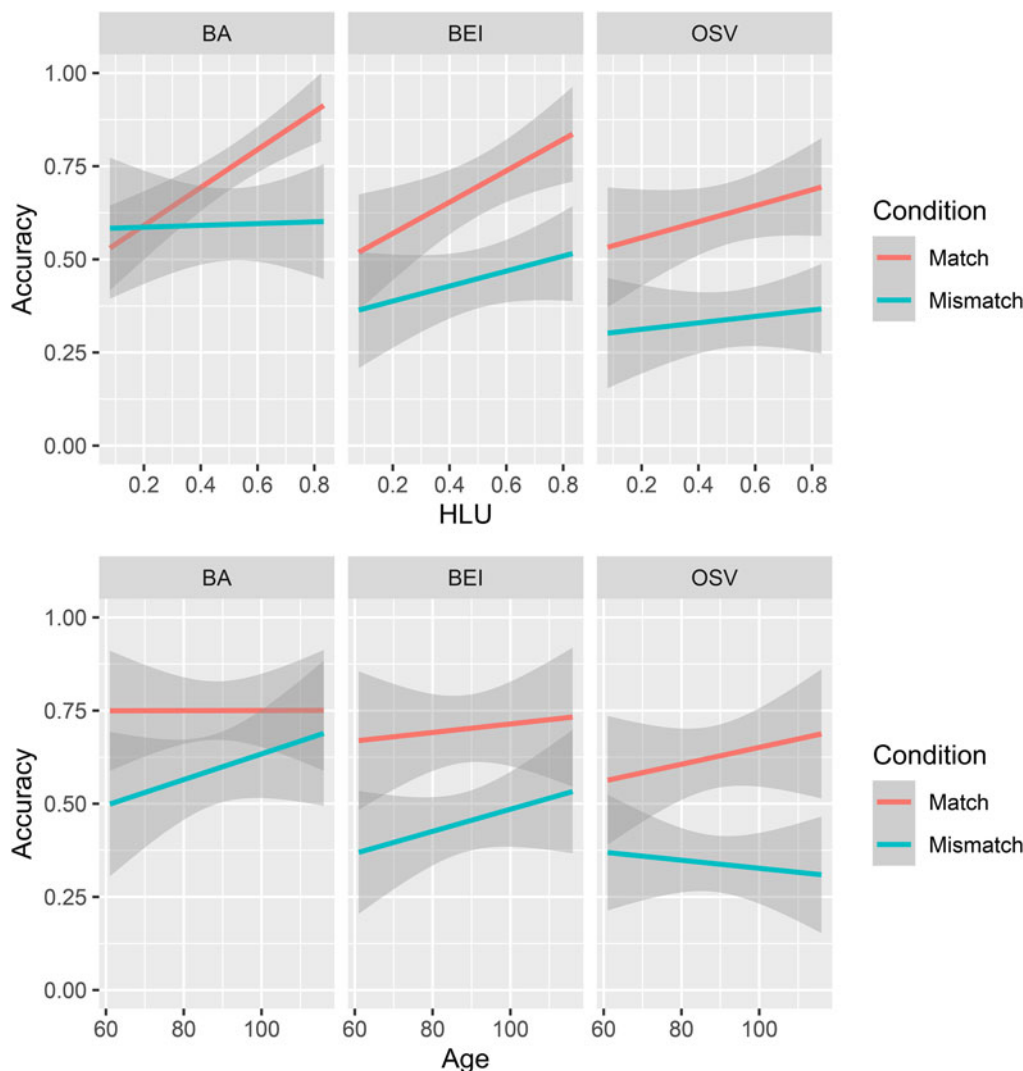 BA BEI OSV
1.00
0.75
0.50
0.25
0.00
Accuracy
0.2 0.4 0.6 0.8 0.2 0.4 0.6 0.8 0.2 0.4 0.6 0.8
HLU
Condition
Match
Mismatch
BA BEI OSV
1.00
0.75
0.50
0.25
0.00
Accuracy
60 80 100 60 80 100 60 80 100
Age
Condition
Match
Mismatch